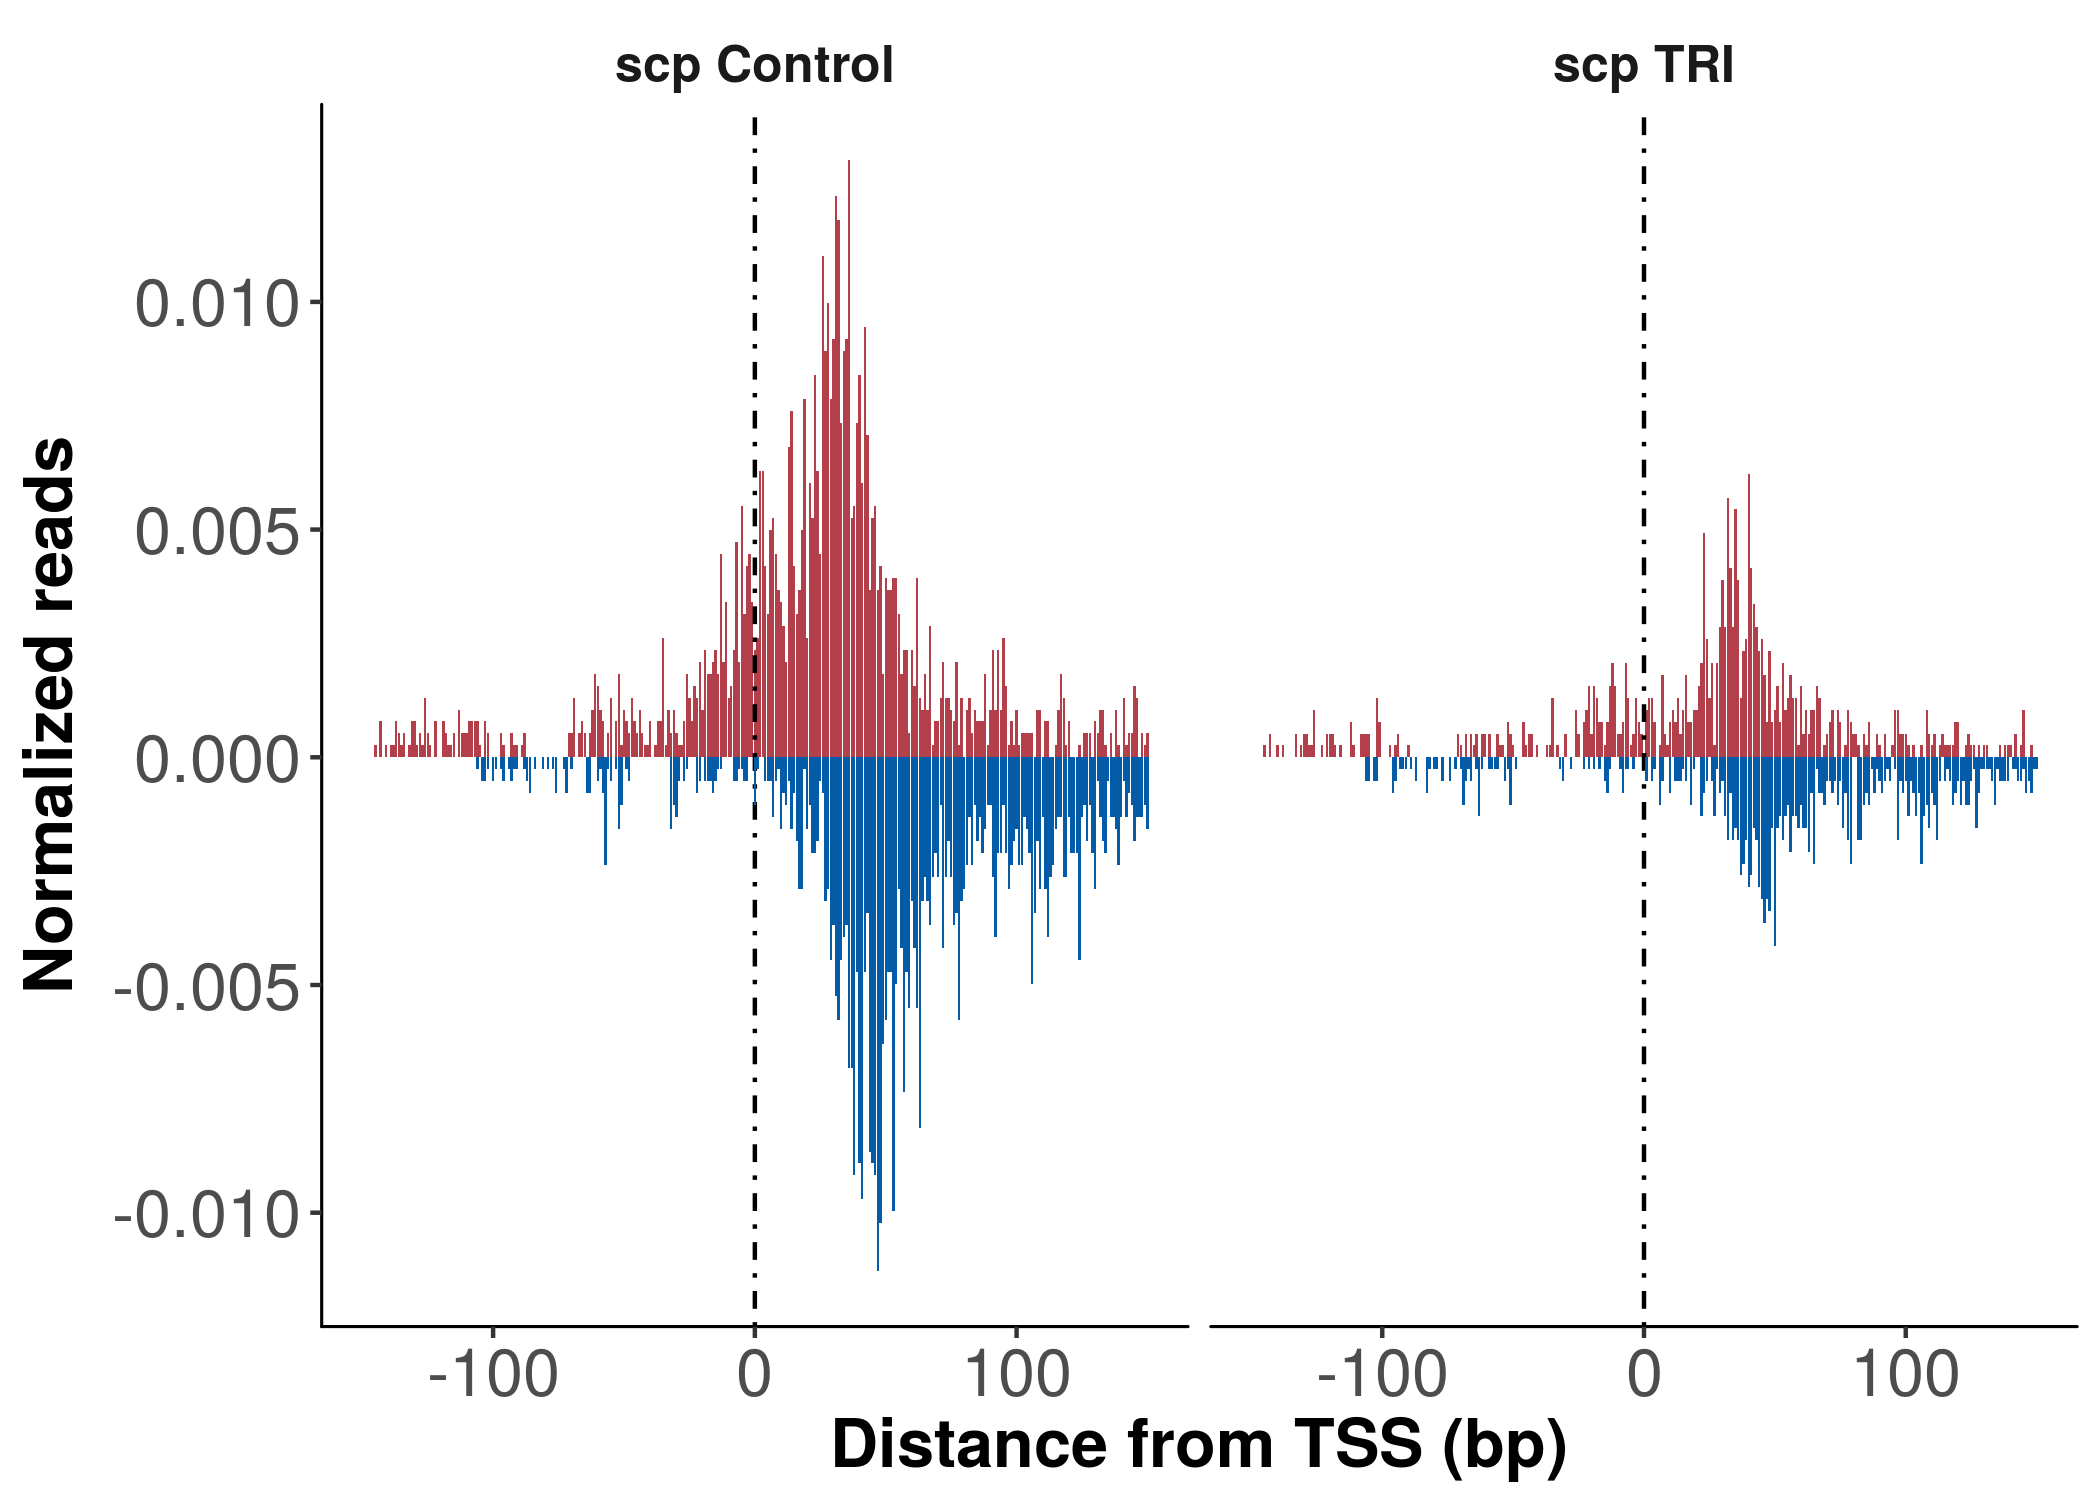 scp Control
scp TRI
Normalized reads
0.010
0.005
0.000
-0.005
-0.010
-100 0 100
-100 0 100
Distance from TSS (bp)